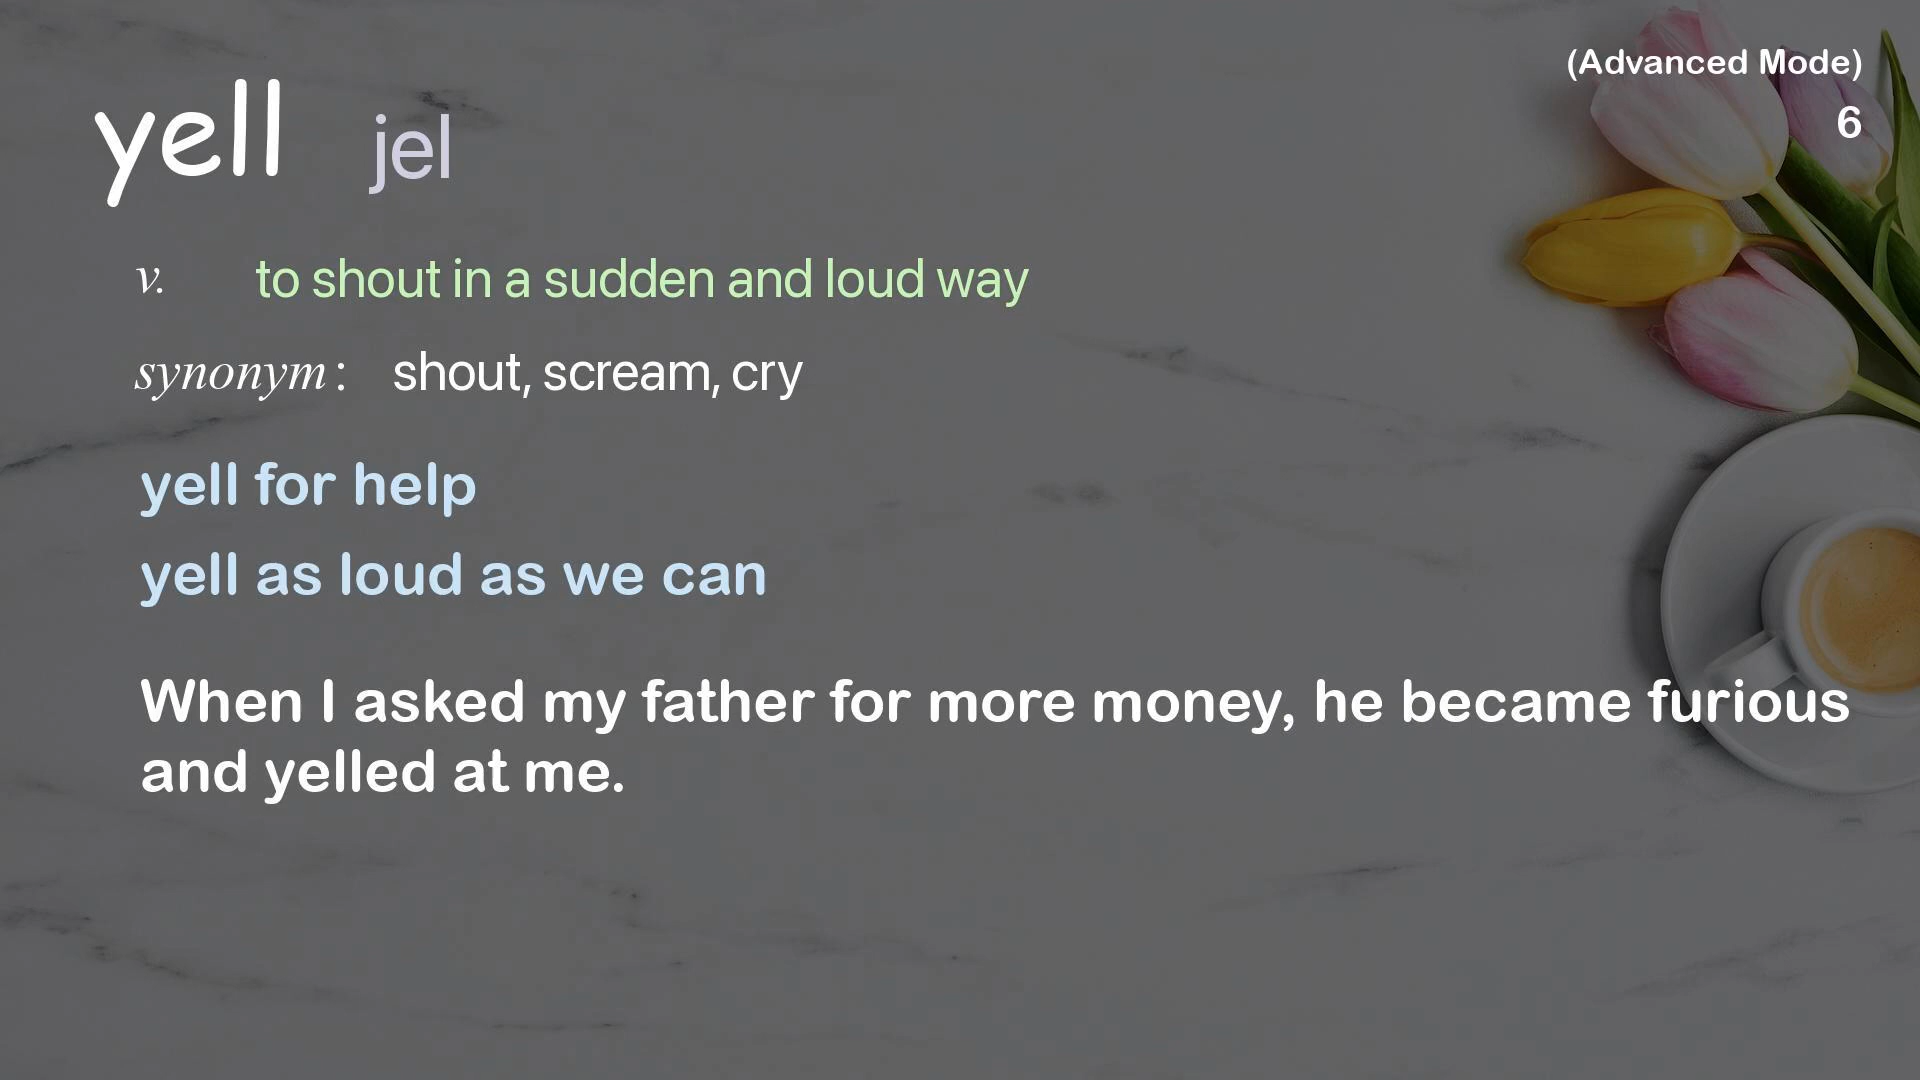 (Advanced Mode)
6
yell jel
v. to shout in a sudden and loud way
synonym: shout, scream, cry
yell for help
yell as loud as we can
When I asked my father for more money, he became furious
and yelled at me.